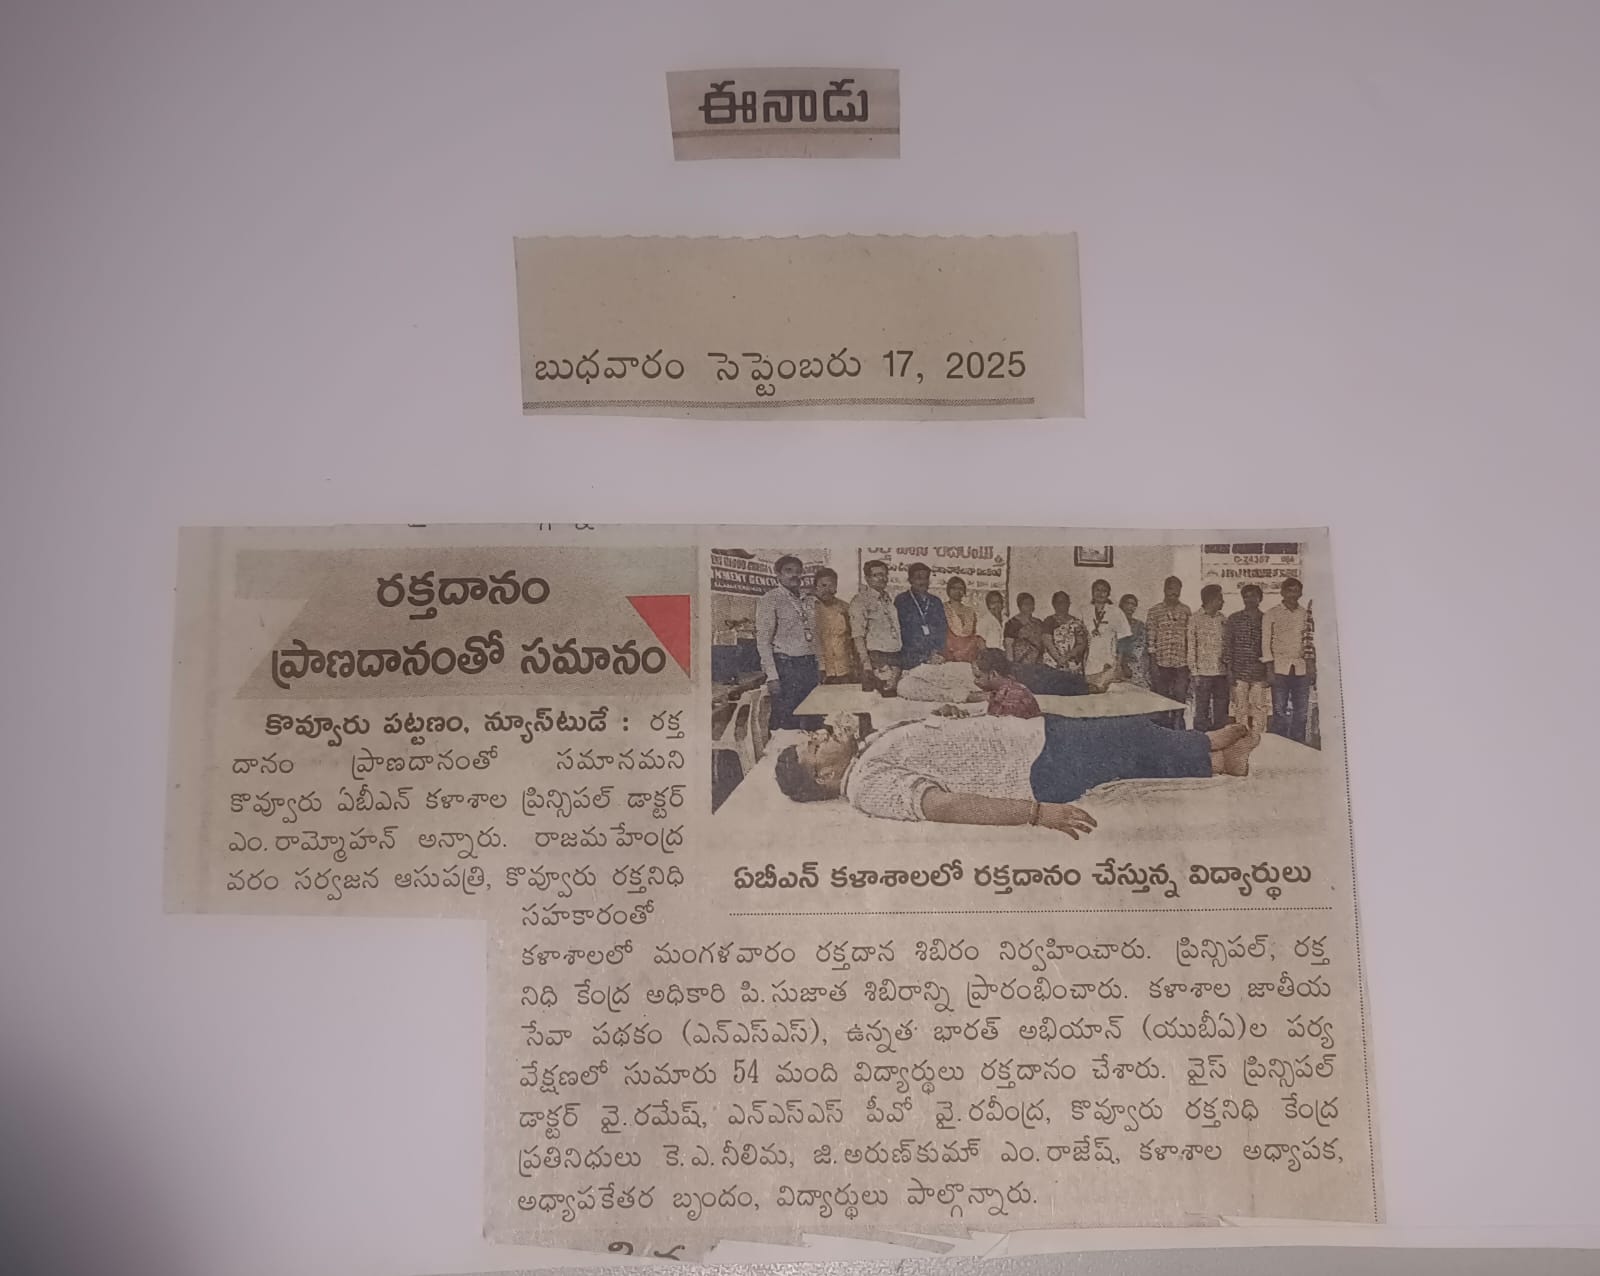 ఈనాడు
బుధవారం సెప్టెంబరు 17, 2025
రక్తదానం
ప్రాణదానంతో సమానం
కొవ్వూరు పట్టణం, న్యూస్‌టుడే : రక్త
దానం ప్రాణదానంతో సమానమని
కొవ్వూరు ఏబీఎన్ కళాశాల ప్రిన్సిపల్ డాక్టర్
ఎం.రామ్మోహన్ అన్నారు. రాజమహేంద్ర
వరం సర్వజన ఆసుపత్రి, కొవ్వూరు రక్తనిధి
సహకారంతో
ఏబీఎన్ కళాశాలలో రక్తదానం చేస్తున్న విద్యార్థులు
కళాశాలలో మంగళవారం రక్తదాన శిబిరం నిర్వహించారు. ప్రిన్సిపల్, రక్త
నిధి కేంద్ర అధికారి పి.సుజాత శిబిరాన్ని ప్రారంభించారు. కళాశాల జాతీయ
సేవా పథకం (ఎన్ఎస్ఎస్), ఉన్నత భారత్ అభియాన్ (యుబీఏ)ల పర్య
వేక్షణలో సుమారు 54 మంది విద్యార్థులు రక్తదానం చేశారు. వైస్ ప్రిన్సిపల్
డాక్టర్ వై.రమేష్, ఎన్ఎస్ఎస్ పీవో వై.రవీంద్ర, కొవ్వూరు రక్తనిధి కేంద్ర
ప్రతినిధులు కె.ఎ.నీలిమ, జి.అరుణ్‌కుమార్ ఎం.రాజేష్, కళాశాల అధ్యాపక,
అధ్యాపకేతర బృందం, విద్యార్థులు పాల్గొన్నారు.